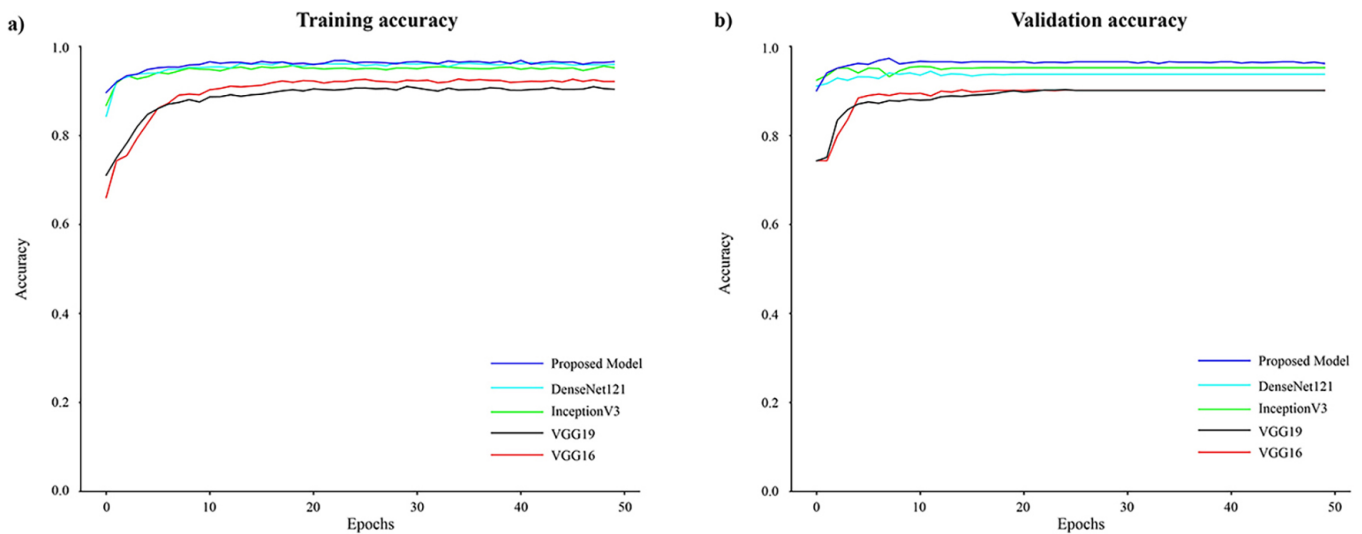 a)
Training accuracy
1.0
0.8
0.6
0.4
0.2
0.0
Accuracy
0
10
20
30
40
50
Epochs
Proposed Model
DenseNet121
InceptionV3
VGG19
VGG16
b)
Validation accuracy
1.0
0.8
0.6
0.4
0.2
0.0
Accuracy
0
10
20
30
40
50
Epochs
Proposed Model
DenseNet121
InceptionV3
VGG19
VGG16